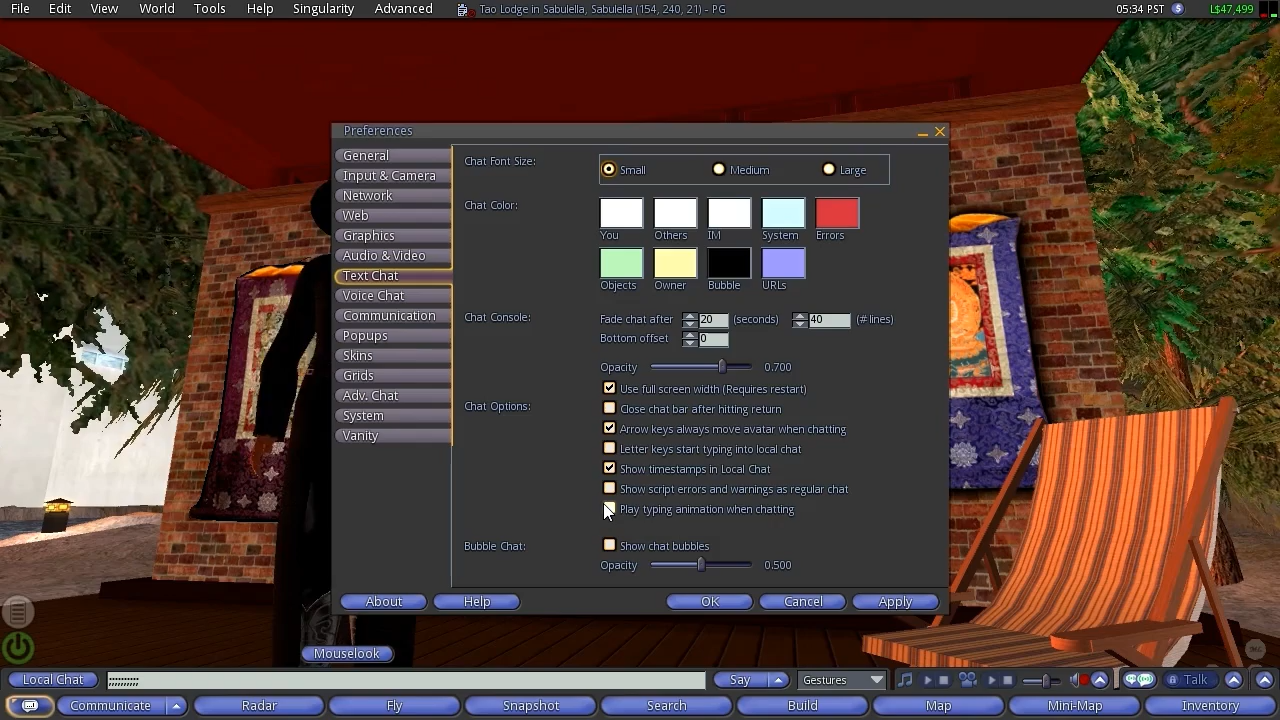 File Edit View World Tools Help Singularity Advanced Tao Lodge in Sabulella, Sabulella (154, 240, 21) - PG 05:34 PST $ L$47,499
Preferences
General
Input & Camera
Network
Web
Graphics
Audio & Video
Text Chat
Voice Chat
Communication
Popups
Skins
Grids
Adv. Chat
System
Vanity
Chat Font Size: Small Medium Large
Chat Color:
You Others IM System Errors
Objects Owner Bubble URLs
Chat Console: Fade chat after 20 (seconds) 40 (# lines)
Bottom offset 0
Opacity 0.700
Use full screen width (Requires restart)
Chat Options: Close chat bar after hitting return
Arrow keys always move avatar when chatting
Letter keys start typing into local chat
Show timestamps in Local Chat
Show script errors and warnings as regular chat
Play typing animation when chatting
Bubble Chat: Show chat bubbles
Opacity 0.500
About Help OK Cancel Apply
Mouselook
Local Chat Say Gestures Talk
Communicate Radar Fly Snapshot Search Build Map Mini-Map Inventory